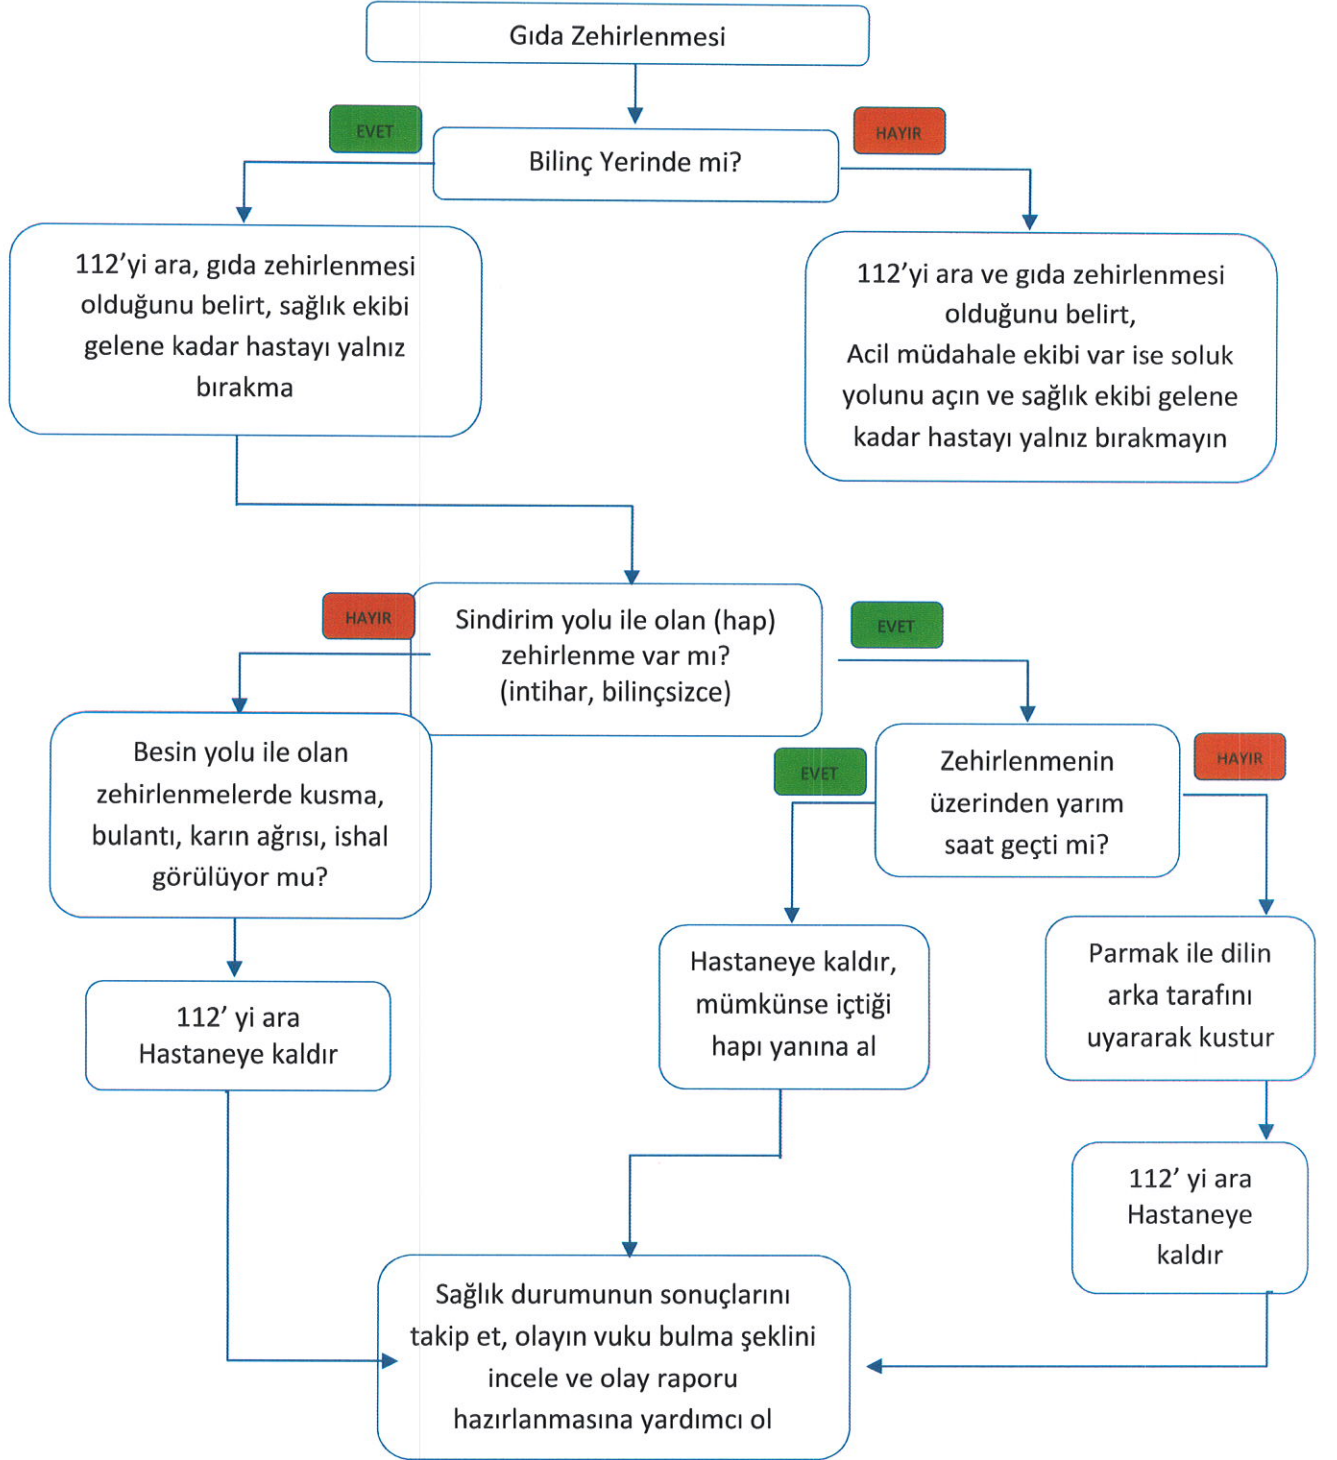 Gıda Zehirlenmesi
EVET
HAYIR
Bilinç Yerinde mi?
112’yi ara, gıda zehirlenmesi
olduğunu belirt, sağlık ekibi
gelene kadar hastayı yalnız
bırakma
112’yi ara ve gıda zehirlenmesi
olduğunu belirt,
Acil müdahale ekibi var ise soluk
yolunu açın ve sağlık ekibi gelene
kadar hastayı yalnız bırakmayın
HAYIR
Sindirim yolu ile olan (hap)
zehirlenme var mı?
(intihar, bilinçsizce)
EVET
Besin yolu ile olan
zehirlenmelerde kusma,
bulantı, karın ağrısı, ishal
görülüyor mu?
EVET
Zehirlenmenin
üzerinden yarım
saat geçti mi?
HAYIR
112’ yi ara
Hastaneye kaldır
Hastaneye kaldır,
mümkünse içtiği
hapı yanına al
Parmak ile dilin
arka tarafını
uyararak kustur
112’ yi ara
Hastaneye
kaldır
Sağlık durumunun sonuçlarını
takip et, olayın vuku bulma şeklini
incele ve olay raporu
hazırlanmasına yardımcı ol